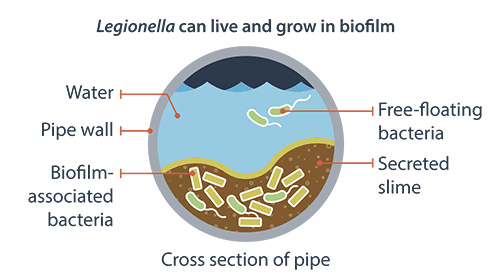 Legionella can live and grow in biofilm
Water
Pipe wall
Biofilm-
associated
bacteria
Free-floating
bacteria
Secreted
slime
Cross section of pipe